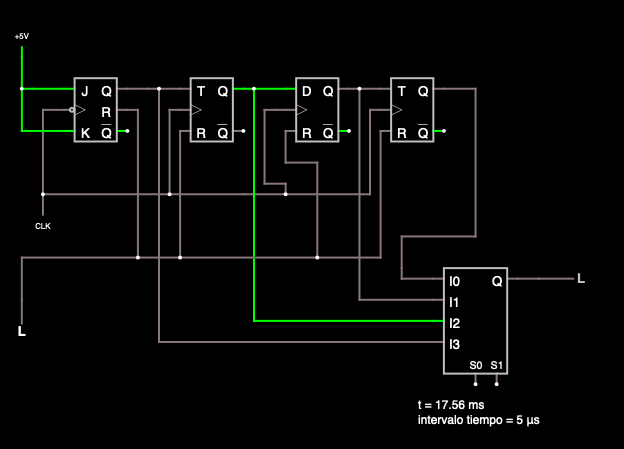 +5V
J Q T Q D Q T Q
R
K Q̅ R Q̅ R Q̅ R Q̅
CLK
I0 Q L
I1
I2
L
I3
S0 S1
t = 17.56 ms
intervalo tiempo = 5 µs